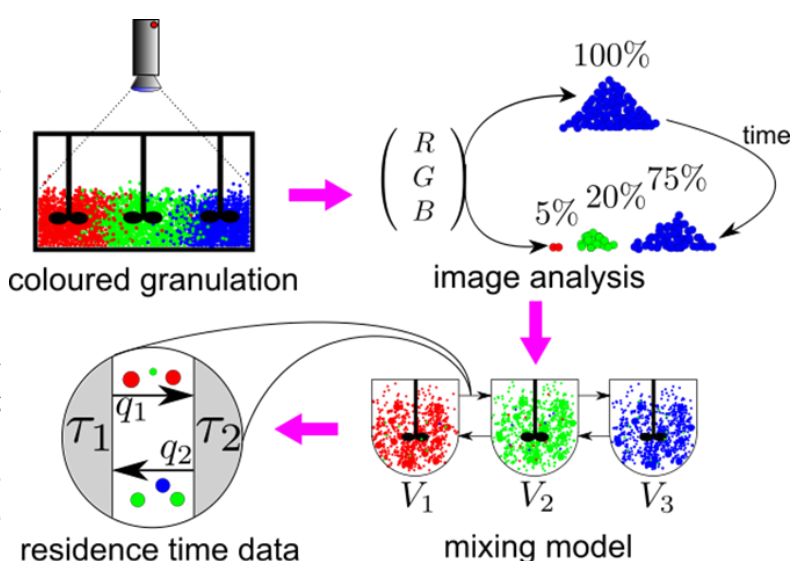 100%
time
R
G
B
5%
20%
75%
coloured granulation
image analysis
τ1
q1
τ2
q2
V1
V2
V3
residence time data
mixing model